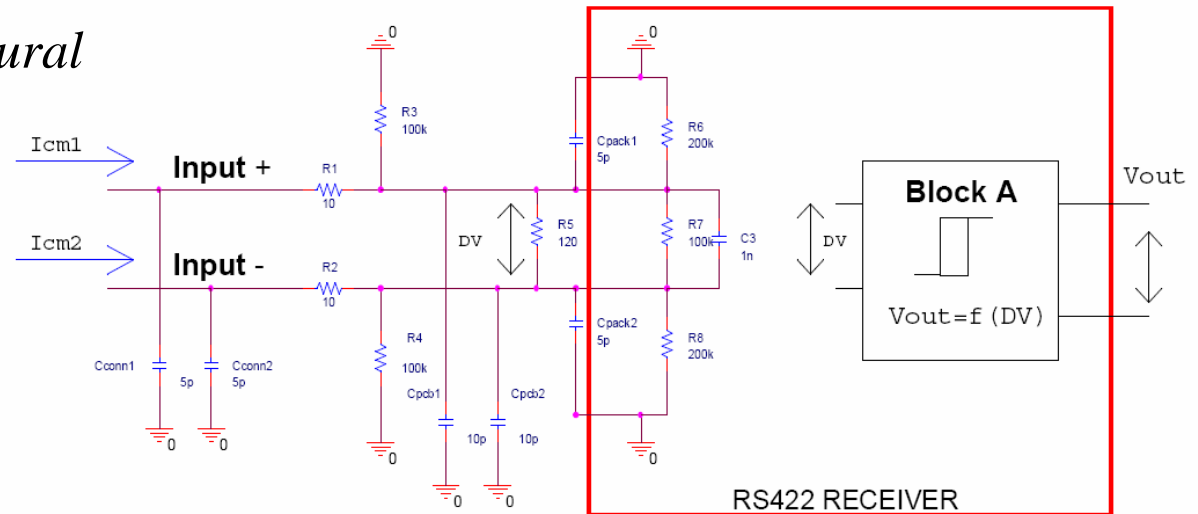 ural
0
0
R3
100k
Cpack1
5p
R6
200k
Icm1
Input +
R1
10
Block A
Vout
DV
R5
120
R7
100k
C3
1n
DV
Icm2
Input -
R2
10
Vout=f(DV)
R4
100k
Cpack2
5p
R8
200k
Cconn1
5p
Cconn2
5p
Cpcb1
10p
Cpcb2
10p
0
0
0
0
0
0
RS422 RECEIVER